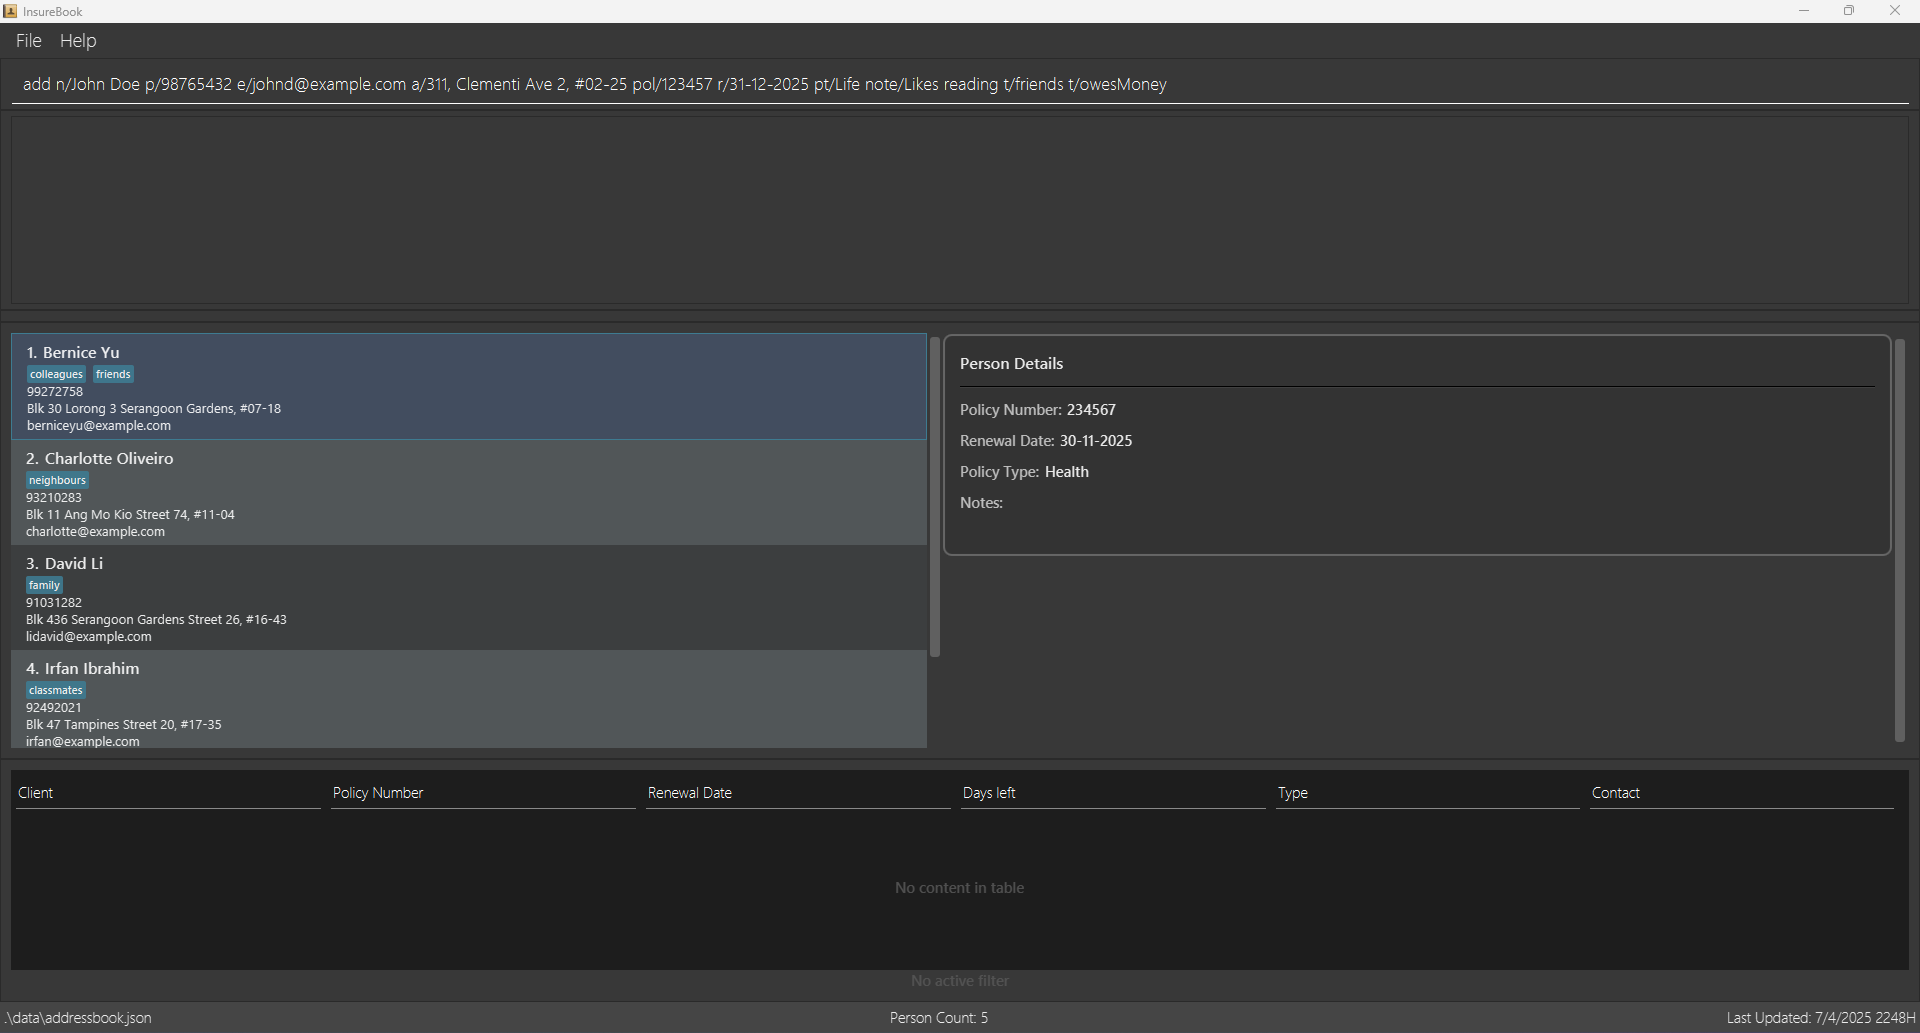 InsureBook
File Help
add n/John Doe p/98765432 e/johnd@example.com a/311, Clementi Ave 2, #02-25 pol/123457 r/31-12-2025 pt/Life note/Likes reading t/friends t/owesMoney
1. Bernice Yu
colleagues friends
99272758
Blk 30 Lorong 3 Serangoon Gardens, #07-18
berniceyu@example.com
2. Charlotte Oliveiro
neighbours
93210283
Blk 11 Ang Mo Kio Street 74, #11-04
charlotte@example.com
3. David Li
family
91031282
Blk 436 Serangoon Gardens Street 26, #16-43
lidavid@example.com
4. Irfan Ibrahim
classmates
92492021
Blk 47 Tampines Street 20, #17-35
irfan@example.com
Person Details
Policy Number: 234567
Renewal Date: 30-11-2025
Policy Type: Health
Notes:
Client Policy Number Renewal Date Days left Type Contact
No content in table
No active filter
.\data\addressbook.json Person Count: 5 Last Updated: 7/4/2025 2248H